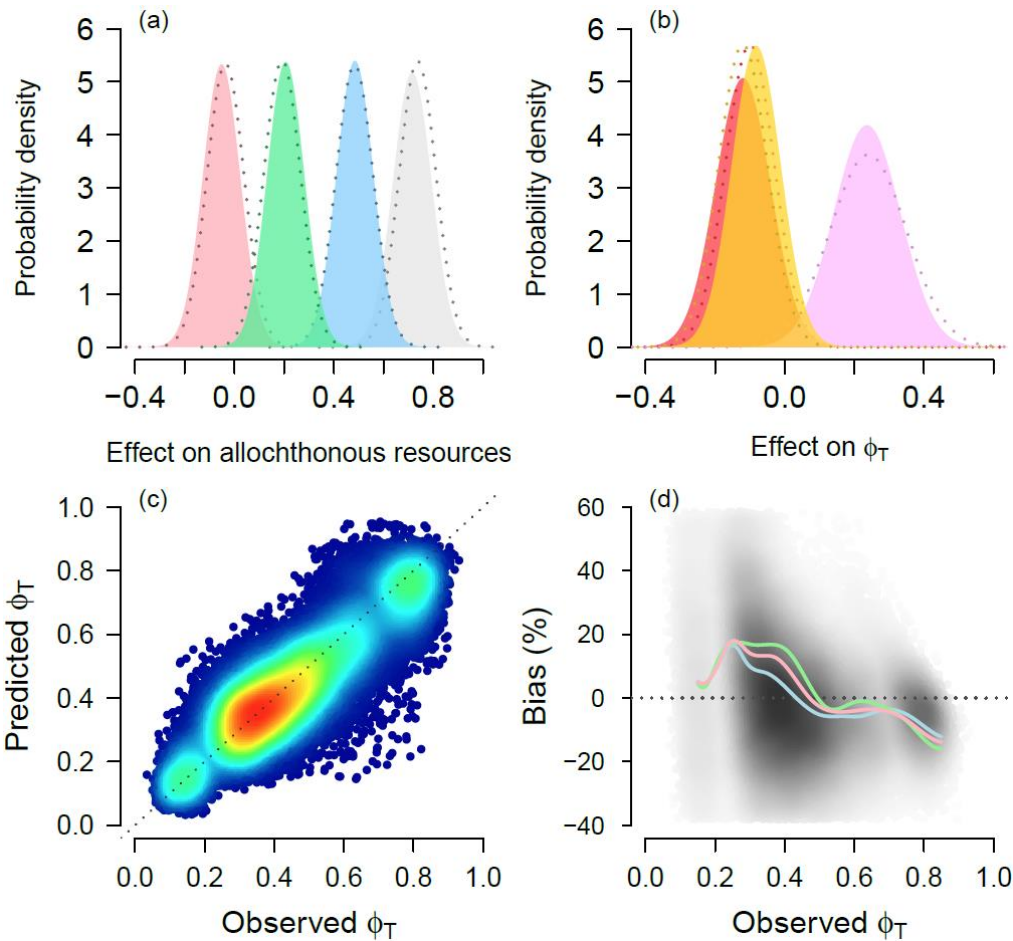 (a)
6
5
4
3
2
1
0
Probability density
−0.4 0.0 0.4 0.8
Effect on allochthonous resources
(b)
6
5
4
3
2
1
0
Probability density
−0.4 0.0 0.4
Effect on ϕT
(c)
1.0
0.8
0.6
0.4
0.2
0.0
Predicted ϕT
0.0 0.2 0.4 0.6 0.8 1.0
Observed ϕT
(d)
60
40
20
0
−20
−40
Bias (%)
0.0 0.2 0.4 0.6 0.8 1.0
Observed ϕT